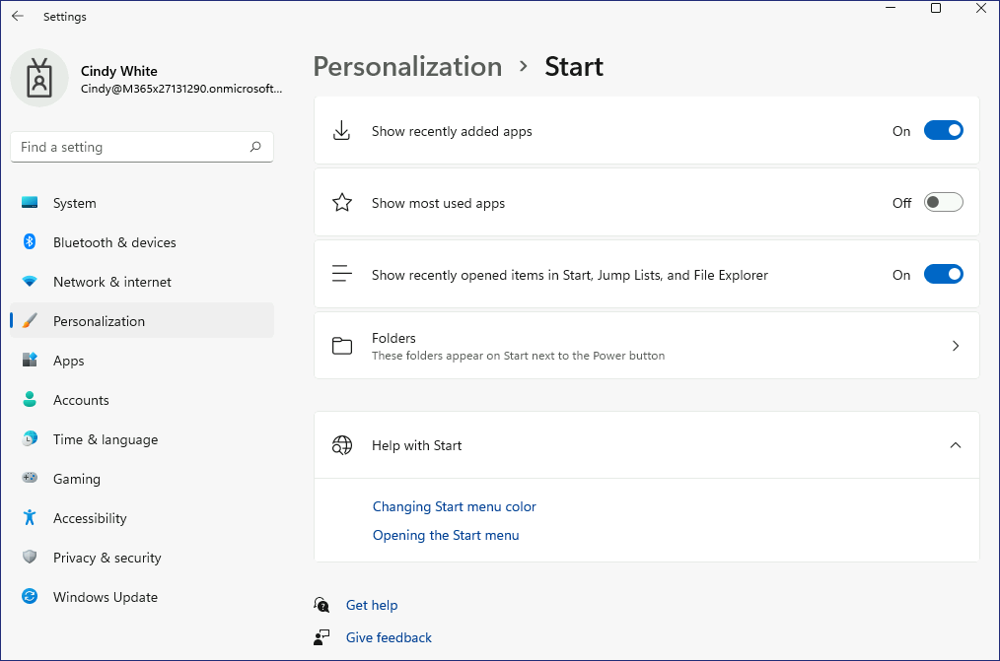 Settings
Cindy White
Cindy@M365x27131290.onmicrosoft...
Find a setting
System
Bluetooth & devices
Network & internet
Personalization
Apps
Accounts
Time & language
Gaming
Accessibility
Privacy & security
Windows Update
Personalization > Start
Show recently added apps On
Show most used apps Off
Show recently opened items in Start, Jump Lists, and File Explorer On
Folders
These folders appear on Start next to the Power button
Help with Start
Changing Start menu color
Opening the Start menu
Get help
Give feedback